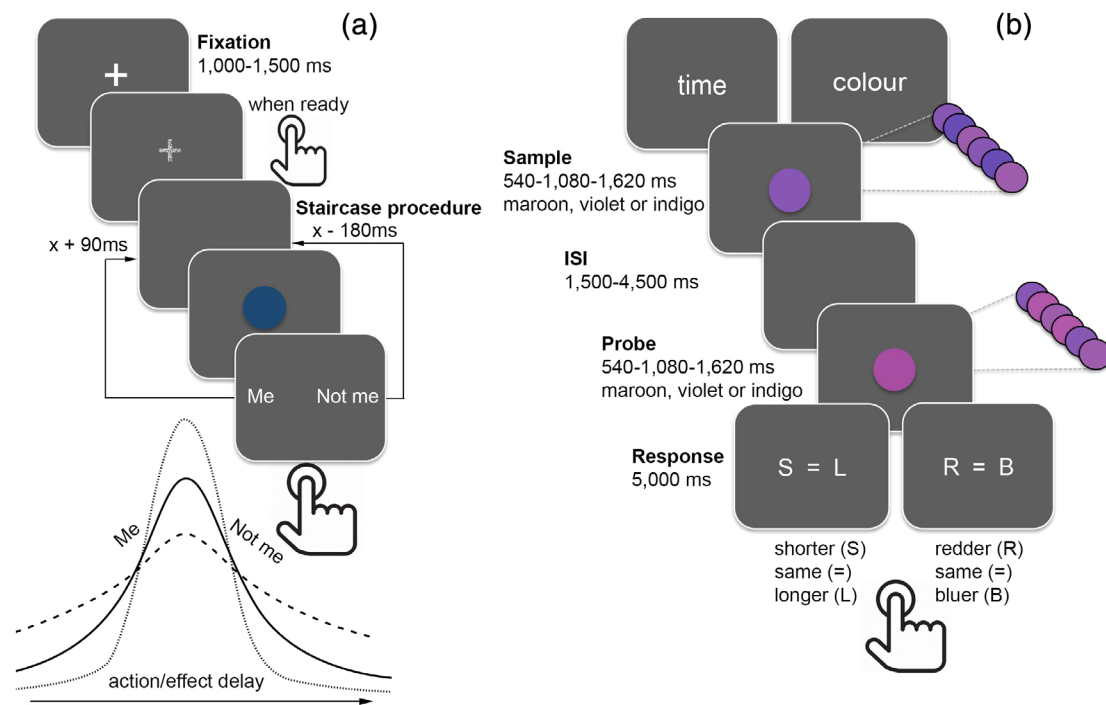 (a)
Fixation
1,000-1,500 ms
when ready
Staircase procedure
x - 180ms
x + 90ms
Me
Not me
Me
Not me
action/effect delay
(b)
time
colour
Sample
540-1,080-1,620 ms
maroon, violet or indigo
ISI
1,500-4,500 ms
Probe
540-1,080-1,620 ms
maroon, violet or indigo
Response
5,000 ms
S = L
R = B
shorter (S)
same (=)
longer (L)
redder (R)
same (=)
bluer (B)